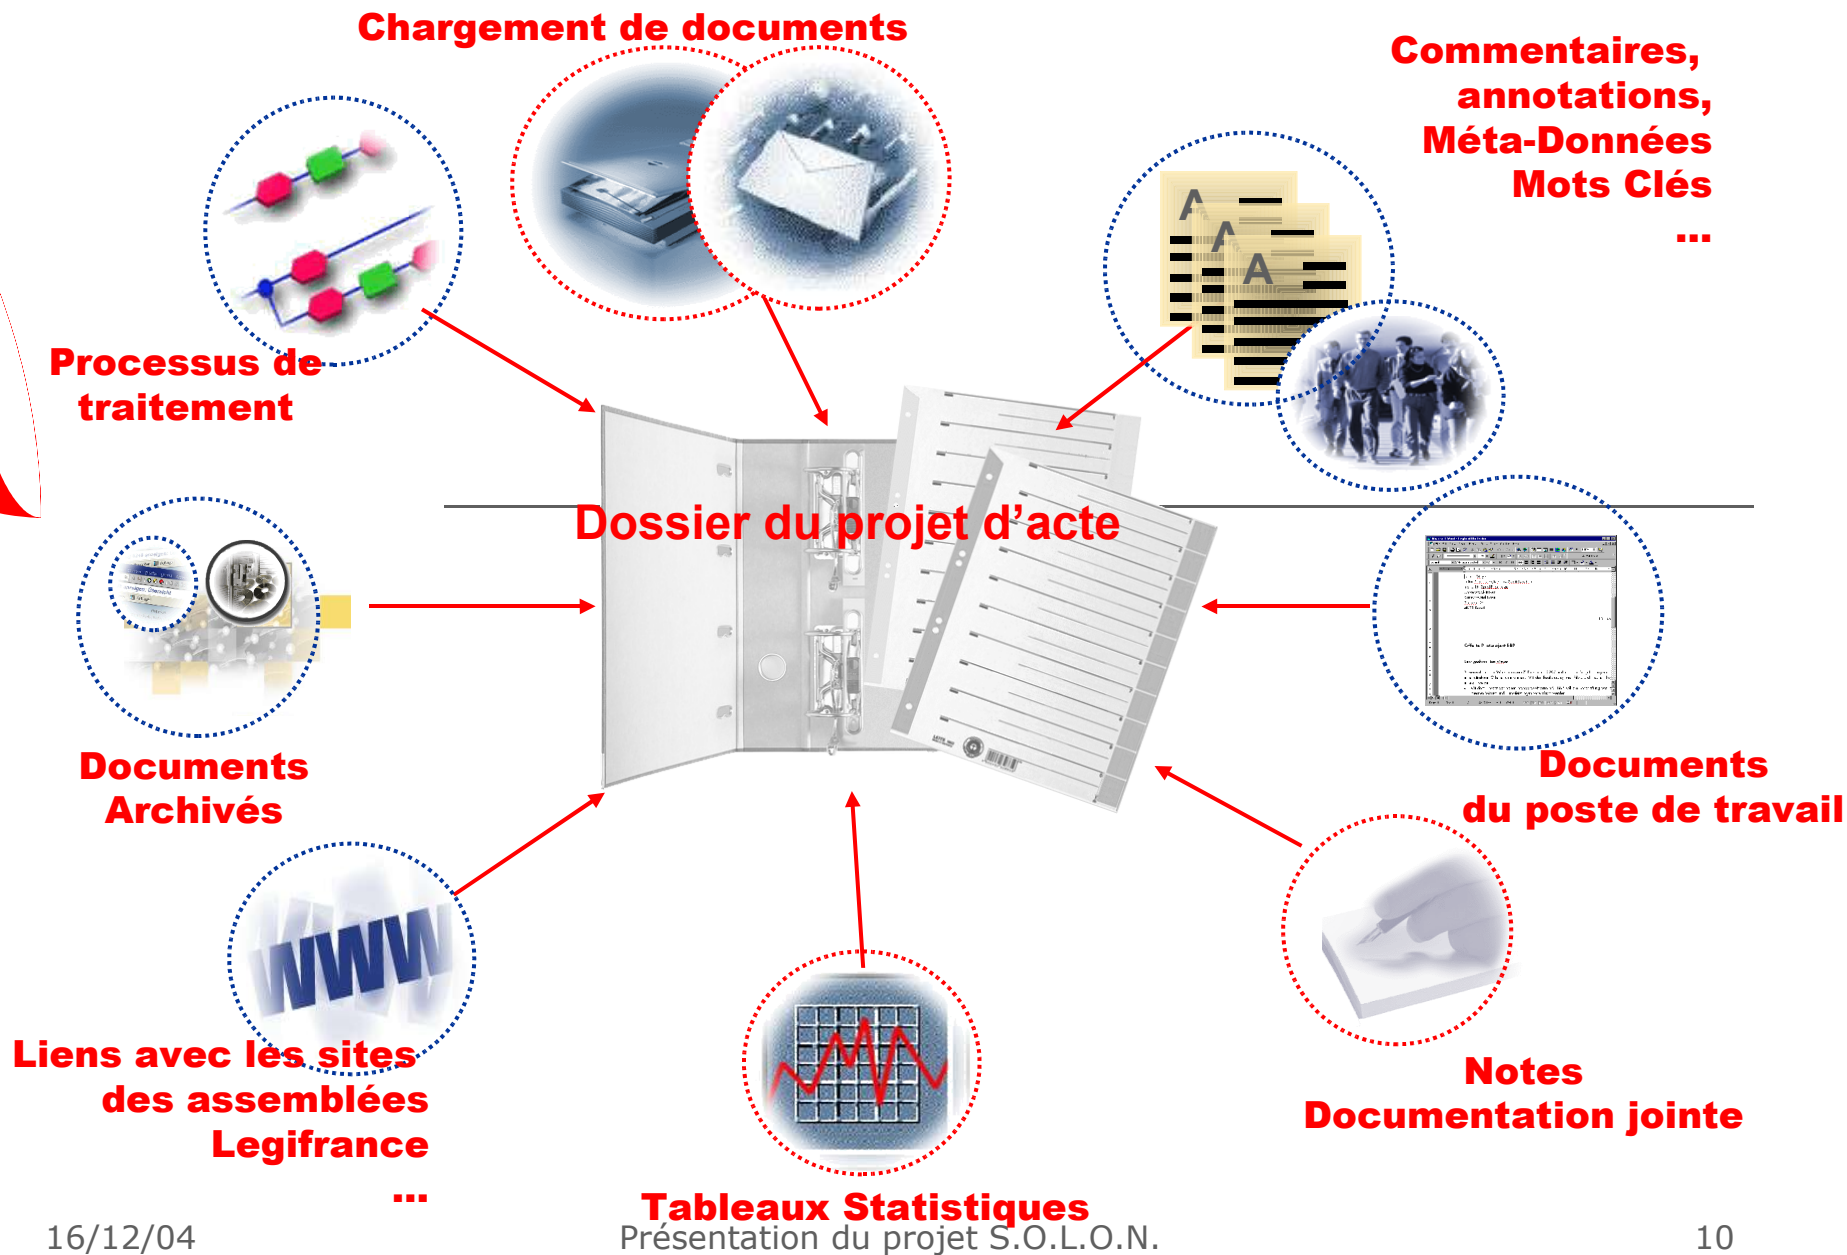 Chargement de documents
Commentaires,
annotations,
Méta-Données
Mots Clés
...
A
A
A
Processus de
traitement
Dossier du projet d’acte
Documents
Archivés
Documents
du poste de travail
WWW
Liens avec les sites
des assemblées
Legifrance
...
Notes
Documentation jointe
Tableaux Statistiques
16/12/04
Présentation du projet S.O.L.O.N.
10